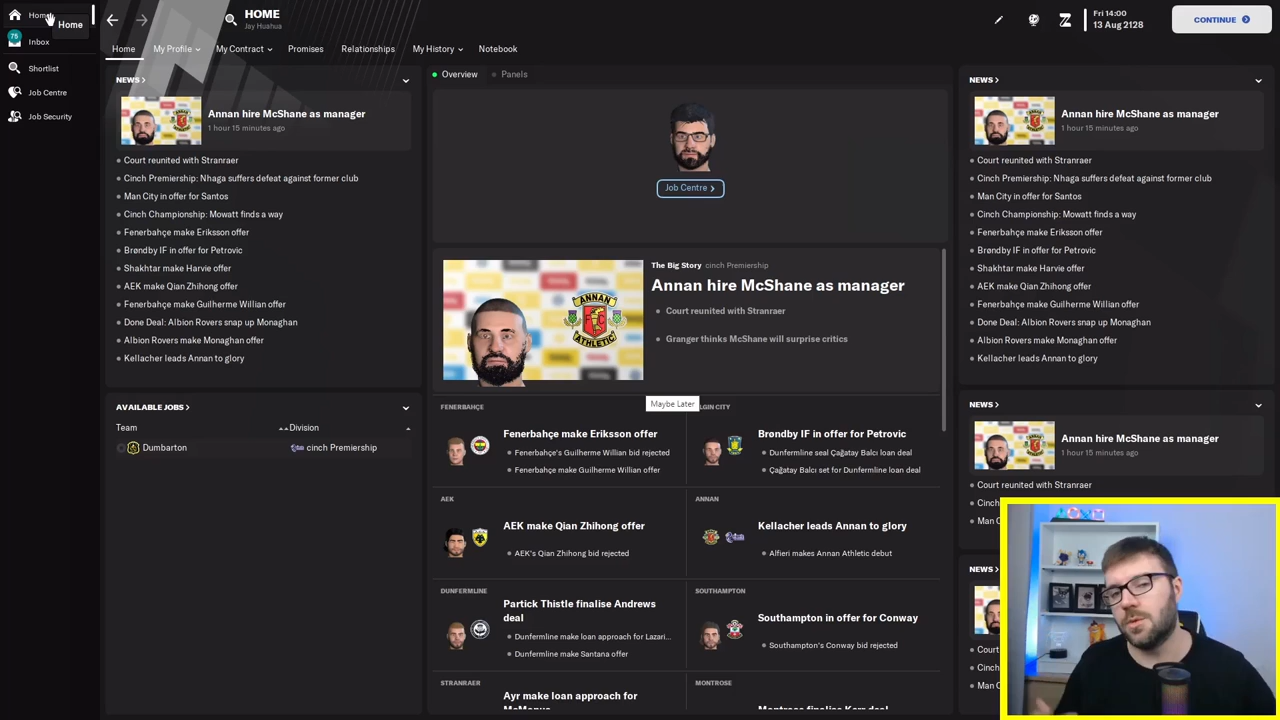 Home
Home
75
Inbox
Shortlist
Job Centre
Job Security
HOME
Jay Huahua
Fri 14:00
13 Aug 2128
CONTINUE
Home
My Profile
My Contract
Promises
Relationships
My History
Notebook
NEWS
Annan hire McShane as manager
1 hour 15 minutes ago
Court reunited with Stranraer
Cinch Premiership: Nhaga suffers defeat against former club
Man City in offer for Santos
Cinch Championship: Mowatt finds a way
Fenerbahçe make Eriksson offer
Brøndby IF in offer for Petrovic
Shakhtar make Harvie offer
AEK make Qian Zhihong offer
Fenerbahçe make Guilherme Willian offer
Done Deal: Albion Rovers snap up Monaghan
Albion Rovers make Monaghan offer
Kellacher leads Annan to glory
AVAILABLE JOBS
Team
Division
Dumbarton
cinch Premiership
Overview
Panels
Job Centre
The Big Story cinch Premiership
Annan hire McShane as manager
Court reunited with Stranraer
Granger thinks McShane will surprise critics
Maybe Later
FENERBAHÇE
Fenerbahçe make Eriksson offer
Fenerbahçe's Guilherme Willian bid rejected
Fenerbahçe make Guilherme Willian offer
LGIN CITY
Brøndby IF in offer for Petrovic
Dunfermline seal Çağatay Balcı loan deal
Çağatay Balcı set for Dunfermline loan deal
AEK
AEK make Qian Zhihong offer
AEK's Qian Zhihong bid rejected
ANNAN
Kellacher leads Annan to glory
Alfieri makes Annan Athletic debut
DUNFERMLINE
Partick Thistle finalise Andrews
deal
Dunfermline make loan approach for Lazari...
Dunfermline make Santana offer
SOUTHAMPTON
Southampton in offer for Conway
Southampton's Conway bid rejected
STRANRAER
Ayr make loan approach for
MONTROSE
NEWS
Annan hire McShane as manager
1 hour 15 minutes ago
Court reunited with Stranraer
Cinch Premiership: Nhaga suffers defeat against former club
Man City in offer for Santos
Cinch Championship: Mowatt finds a way
Fenerbahçe make Eriksson offer
Brøndby IF in offer for Petrovic
Shakhtar make Harvie offer
AEK make Qian Zhihong offer
Fenerbahçe make Guilherme Willian offer
Done Deal: Albion Rovers snap up Monaghan
Albion Rovers make Monaghan offer
Kellacher leads Annan to glory
NEWS
Annan hire McShane as manager
1 hour 15 minutes ago
Court reunited with Stranraer
Cinch
Man C
NEWS
Court
Cinch
Man C